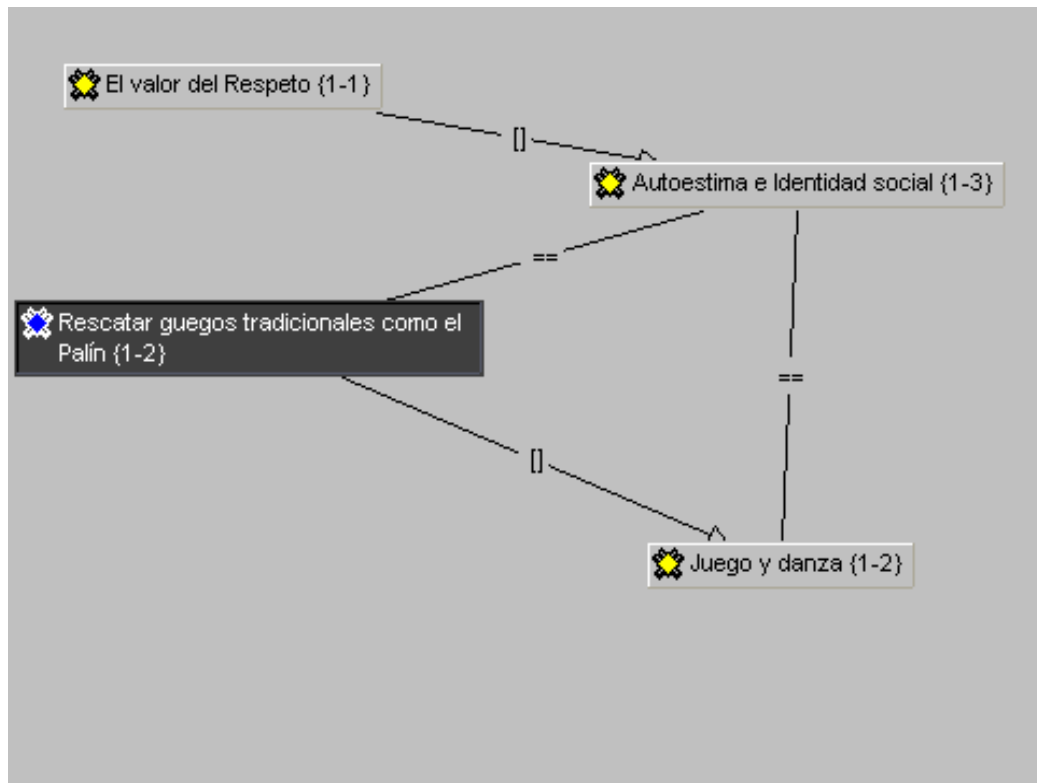 El valor del Respeto {1-1}
[]
Autoestima e Identidad social {1-3}
==
Rescatar guegos tradicionales como el
Palín {1-2}
==
[]
Juego y danza {1-2}